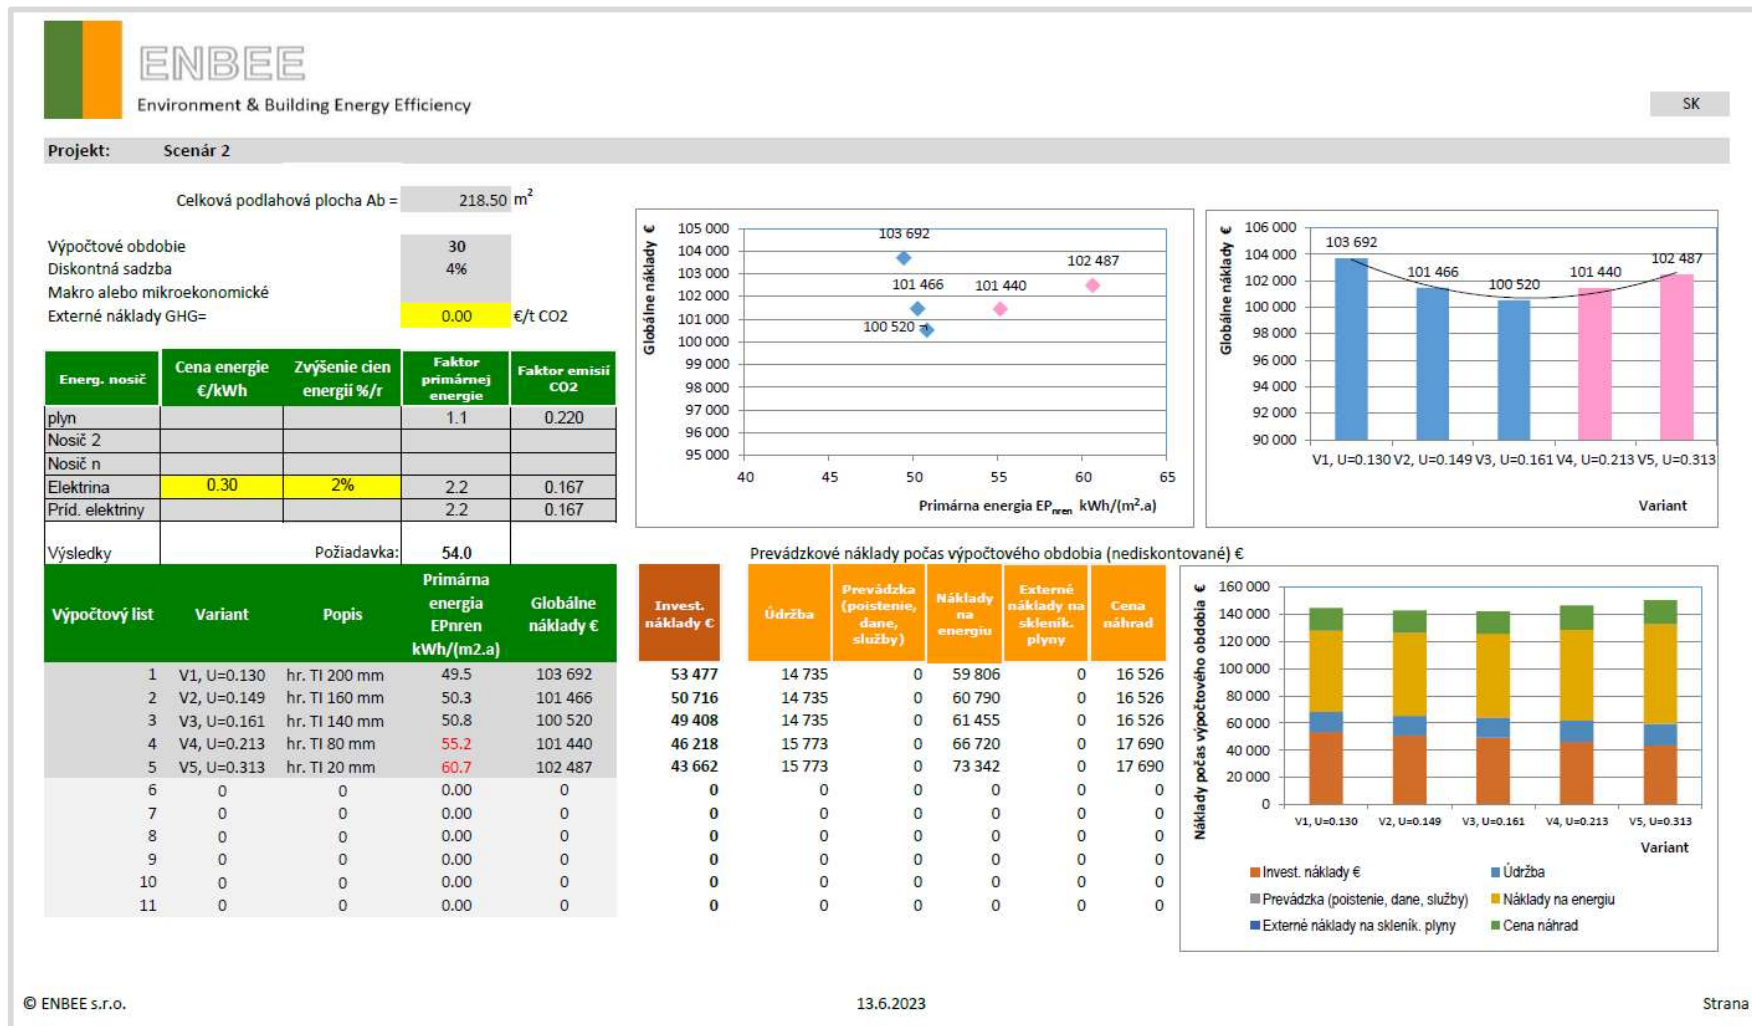 ENBEE
Environment & Building Energy Efficiency
SK
Projekt: Scenár 2
Celková podlahová plocha Ab = 218.50 m²
Výpočtové obdobie 30
Diskontná sadzba 4%
Makro alebo mikroekonomické
Externé náklady GHG= 0.00 €/t CO2
Energ. nosič Cena energie €/kWh Zvýšenie cien energií %/r Faktor primárnej energie Faktor emisií CO2
plyn 1.1 0.220
Nosič 2
Nosič n
Elektrina 0.30 2% 2.2 0.167
Príd. elektriny 2.2 0.167
Globálne náklady €
105 000
104 000
103 000
102 000
101 000
100 000
99 000
98 000
97 000
96 000
95 000
103 692
102 487
101 466 101 440
100 520
40 45 50 55 60 65
Primárna energia EPnren kWh/(m².a)
Globálne náklady €
106 000
104 000
102 000
100 000
98 000
96 000
94 000
92 000
90 000
103 692 101 466 100 520 101 440 102 487
V1, U=0.130 V2, U=0.149 V3, U=0.161 V4, U=0.213 V5, U=0.313
Variant
Výsledky Požiadavka: 54.0
Prevádzkové náklady počas výpočtového obdobia (nediskontované) €
Výpočtový list Variant Popis Primárna energia EPnren kWh/(m2.a) Globálne náklady € Invest. náklady € Údržba Prevádzka (poistenie, dane, služby) Náklady na energiu Externé náklady na skleník. plyny Cena náhrad
1 V1, U=0.130 hr. TI 200 mm 49.5 103 692 53 477 14 735 0 59 806 0 16 526
2 V2, U=0.149 hr. TI 160 mm 50.3 101 466 50 716 14 735 0 60 790 0 16 526
3 V3, U=0.161 hr. TI 140 mm 50.8 100 520 49 408 14 735 0 61 455 0 16 526
4 V4, U=0.213 hr. TI 80 mm 55.2 101 440 46 218 15 773 0 66 720 0 17 690
5 V5, U=0.313 hr. TI 20 mm 60.7 102 487 43 662 15 773 0 73 342 0 17 690
6 0 0 0.00 0 0 0 0 0 0 0
7 0 0 0.00 0 0 0 0 0 0 0
8 0 0 0.00 0 0 0 0 0 0 0
9 0 0 0.00 0 0 0 0 0 0 0
10 0 0 0.00 0 0 0 0 0 0 0
11 0 0 0.00 0 0 0 0 0 0 0
Náklady počas výpočtového obdobia €
160 000
140 000
120 000
100 000
80 000
60 000
40 000
20 000
0
V1, U=0.130 V2, U=0.149 V3, U=0.161 V4, U=0.213 V5, U=0.313
Variant
Invest. náklady € Údržba
Prevádzka (poistenie, dane, služby) Náklady na energiu
Externé náklady na skleník. plyny Cena náhrad
© ENBEE s.r.o. 13.6.2023 Strana